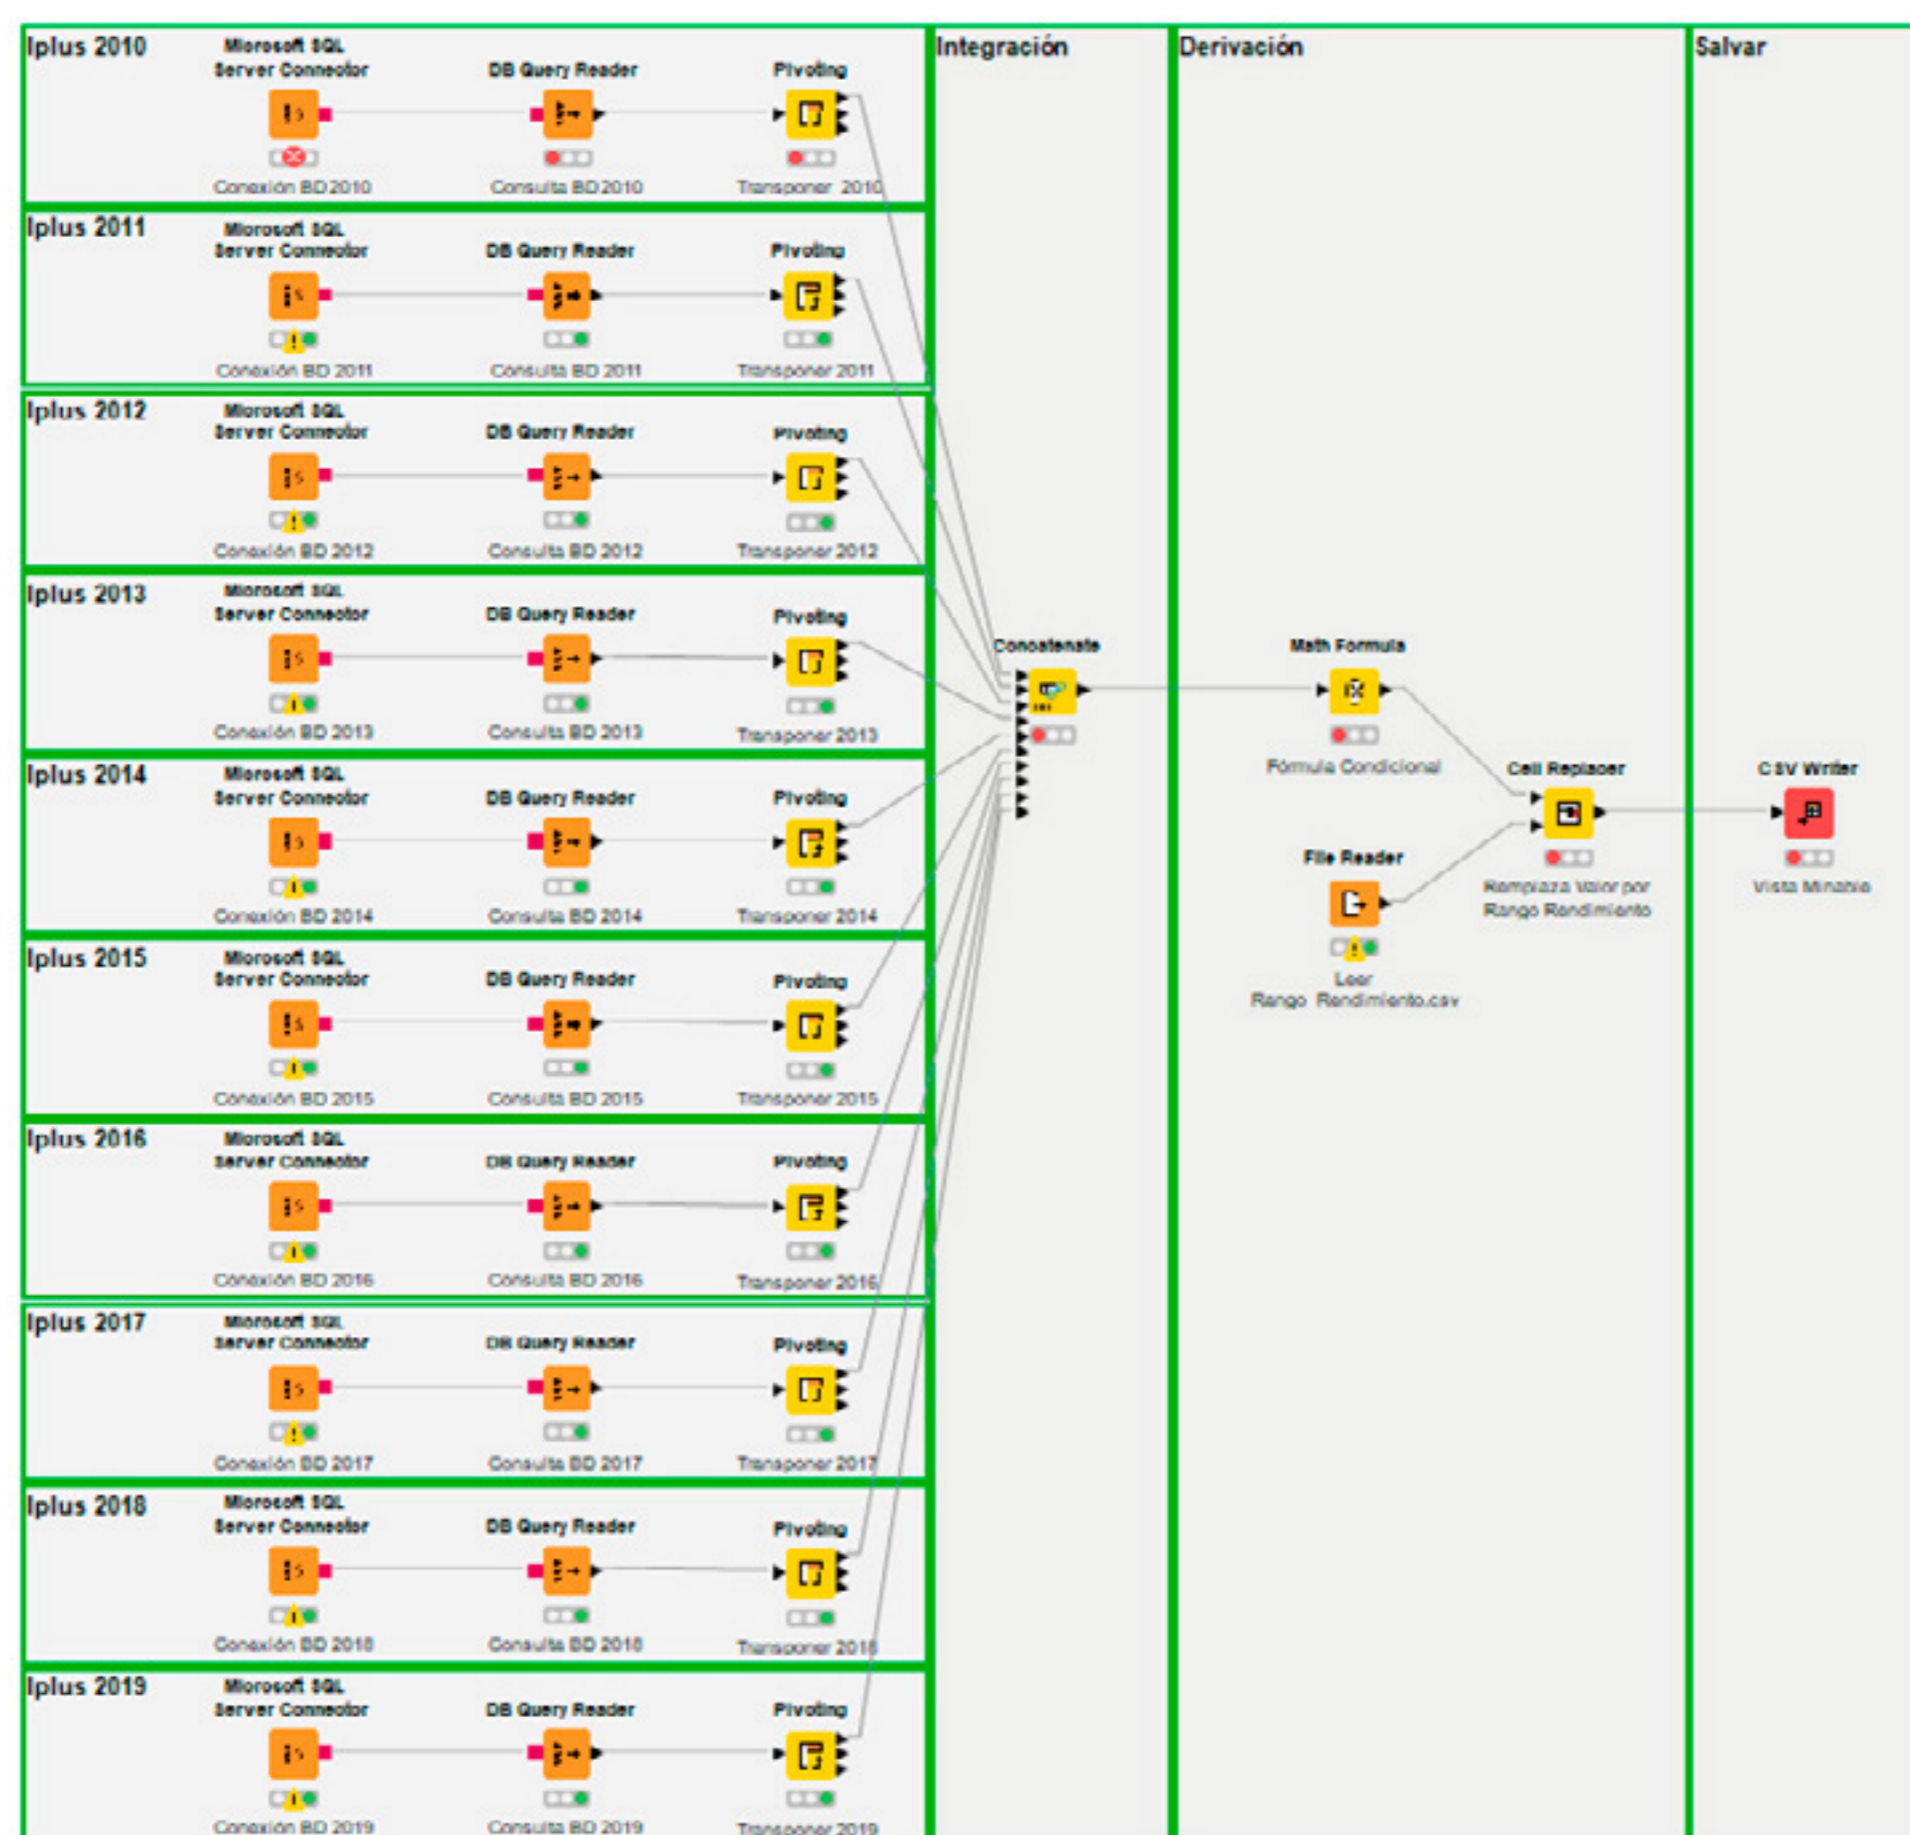 Iplus 2010
Microsoft SQL
Server Connector
DB Query Reader
Pivoting
Conexión BD 2010
Consulta BD 2010
Transponer 2010
Iplus 2011
Microsoft SQL
Server Connector
DB Query Reader
Pivoting
Conexión BD 2011
Consulta BD 2011
Transponer 2011
Iplus 2012
Microsoft SQL
Server Connector
DB Query Reader
Pivoting
Conexión BD 2012
Consulta BD 2012
Transponer 2012
Iplus 2013
Microsoft SQL
Server Connector
DB Query Reader
Pivoting
Conexión BD 2013
Consulta BD 2013
Transponer 2013
Iplus 2014
Microsoft SQL
Server Connector
DB Query Reader
Pivoting
Conexión BD 2014
Consulta BD 2014
Transponer 2014
Iplus 2015
Microsoft SQL
Server Connector
DB Query Reader
Pivoting
Conexión BD 2015
Consulta BD 2015
Transponer 2015
Iplus 2016
Microsoft SQL
Server Connector
DB Query Reader
Pivoting
Conexión BD 2016
Consulta BD 2016
Transponer 2016
Iplus 2017
Microsoft SQL
Server Connector
DB Query Reader
Pivoting
Conexión BD 2017
Consulta BD 2017
Transponer 2017
Iplus 2018
Microsoft SQL
Server Connector
DB Query Reader
Pivoting
Conexión BD 2018
Consulta BD 2018
Transponer 2018
Iplus 2019
Microsoft SQL
Server Connector
DB Query Reader
Pivoting
Conexión BD 2019
Consulta BD 2019
Transponer 2019
Integración
Concatenate
Derivación
Math Formula
Fórmula Condicional
File Reader
Leer
Rango Rendimiento.csv
Cell Replacer
Remplaza Valor por
Rango Rendimiento
Salvar
CSV Writer
Vista Minable